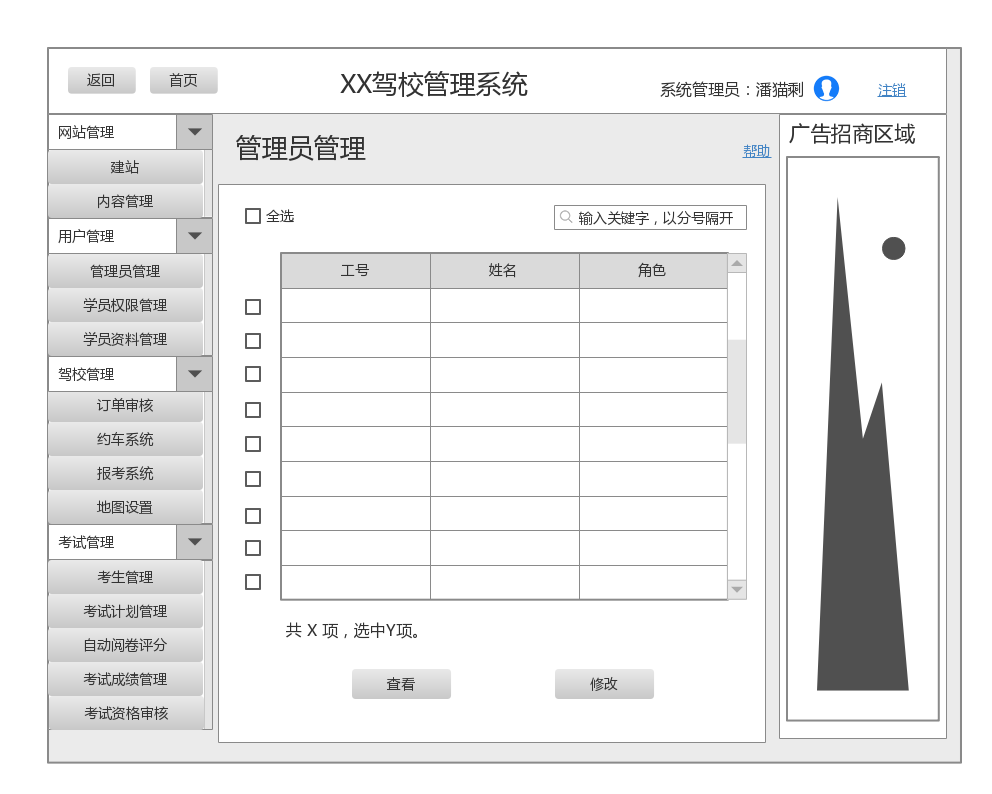 返回
首页
XX驾校管理系统
系统管理员：潘猫剩
注销
网站管理
建站
内容管理
用户管理
管理员管理
学员权限管理
学员资料管理
驾校管理
订单审核
约车系统
报考系统
地图设置
考试管理
考生管理
考试计划管理
自动阅卷评分
考试成绩管理
考试资格审核
管理员管理
帮助
全选
输入关键字，以分号隔开
工号 姓名 角色
共 X 项，选中Y项。
查看
修改
广告招商区域